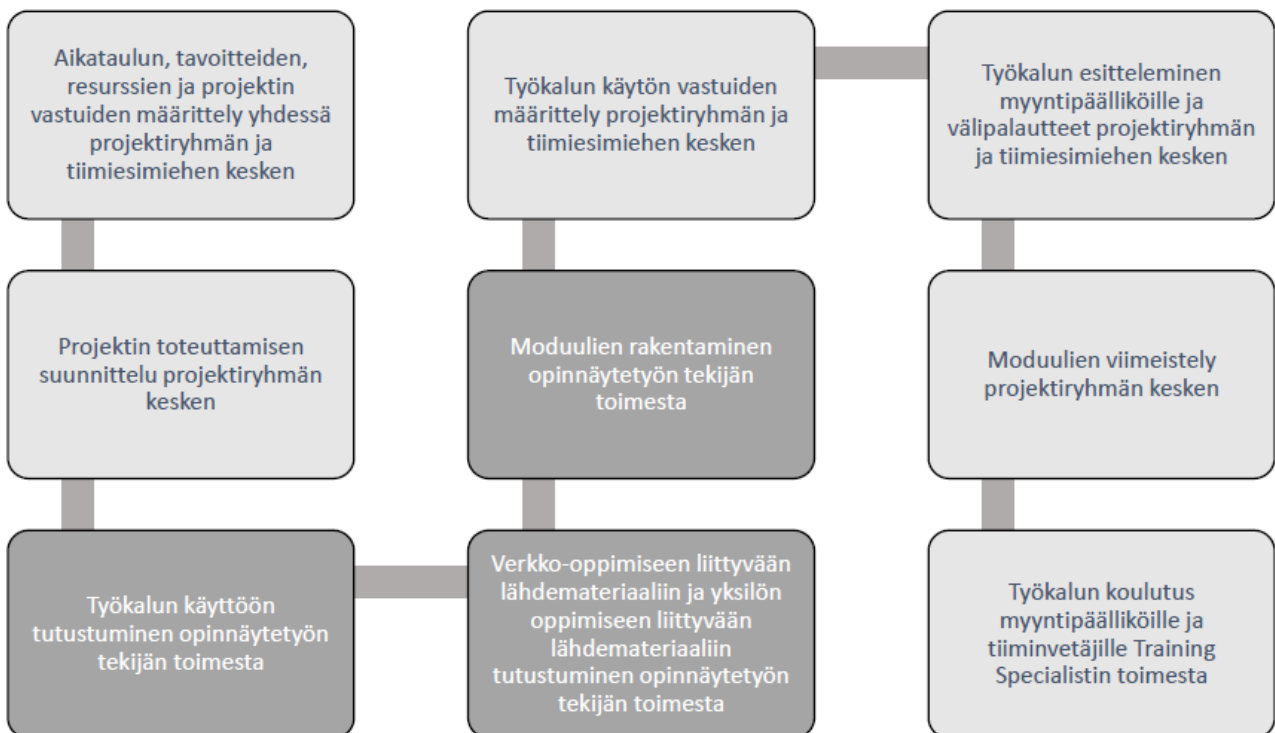 Aikataulun, tavoitteiden,
resurssien ja projektin
vastuiden määrittely yhdessä
projektiryhmän ja
tiimiesimiehen kesken
Projektin toteuttamisen
suunnittelu projektiryhmän
kesken
Työkalun käyttöön
tutustuminen opinnäytetyön
tekijän toimesta
Verkko-oppimiseen liittyvään
lähdemateriaaliin ja yksilön
oppimiseen liittyvään
lähdemateriaaliin
tutustuminen opinnäytetyön
tekijän toimesta
Moduulien rakentaminen
opinnäytetyön tekijän
toimesta
Työkalun käytön vastuiden
määrittely projektiryhmän ja
tiimiesimiehen kesken
Työkalun esitteleminen
myyntipäälliköille ja
välipalautteet projektiryhmän
ja tiimiesimiehen kesken
Moduulien viimeistely
projektiryhmän kesken
Työkalun koulutus
myyntipäälliköille ja
tiiminvetäjille Training
Specialistin toimesta